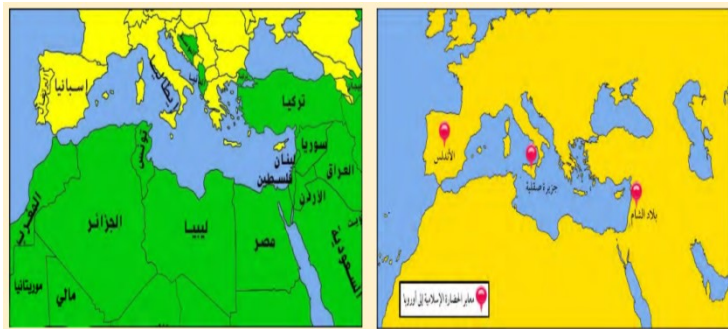 إسبانيا
إيطاليا
تركيا
تونس
سوريا
لبنان
فلسطين
العراق
الأردن
المغرب
الجزائر
ليبيا
مصر
السعودية
موريتانيا
مالي
الأندلس
جزيرة صقلية
بلاد الشام
معابر الحضارة الإسلامية إلى أوروبا